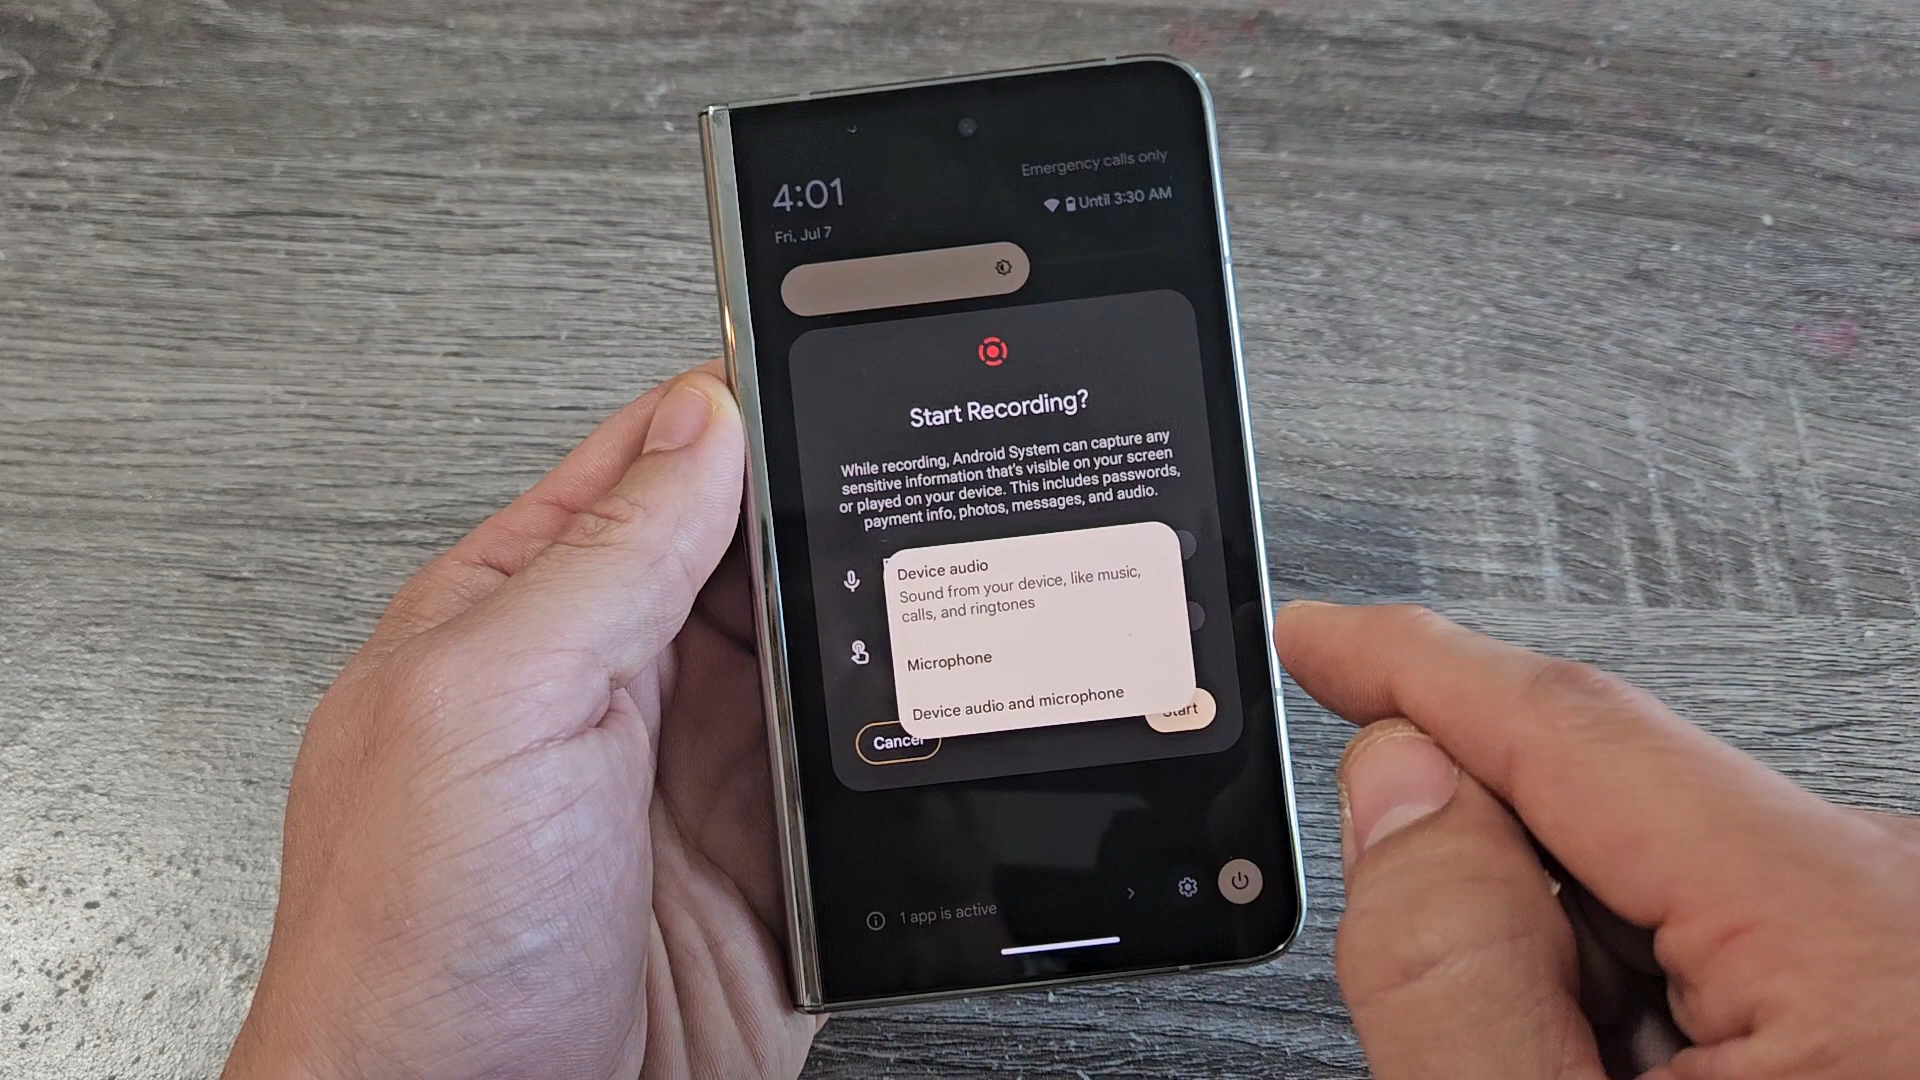 Emergency calls only
4:01
Until 3:30 AM
Fri, Jul 7
Start Recording?
While recording, Android System can capture any
sensitive information that's visible on your screen
or played on your device. This includes passwords,
payment info, photos, messages, and audio.
Device audio
Sound from your device, like music,
calls, and ringtones
Microphone
Device audio and microphone
Start
Cancel
1 app is active